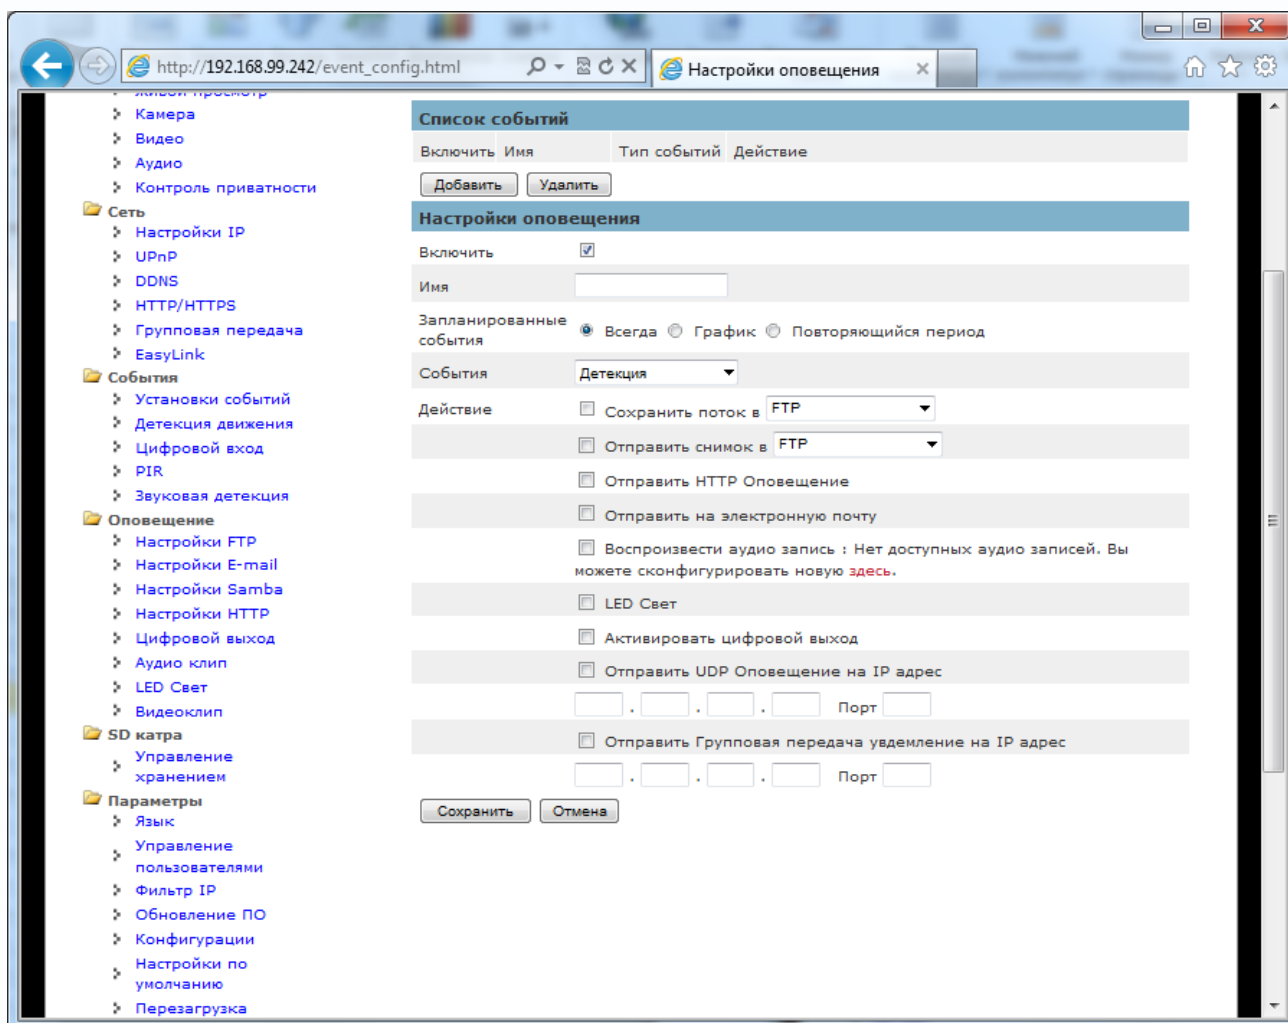 http://192.168.99.242/event_config.html
Настройки оповещения
Живой просмотр
Камера
Видео
Аудио
Контроль приватности
Сеть
Настройки IP
UPnP
DDNS
HTTP/HTTPS
Групповая передача
EasyLink
События
Установки событий
Детекция движения
Цифровой вход
PIR
Звуковая детекция
Оповещение
Настройки FTP
Настройки E-mail
Настройки Samba
Настройки HTTP
Цифровой выход
Аудио клип
LED Свет
Видеоклип
SD катра
Управление
хранением
Параметры
Язык
Управление
пользователями
Фильтр IP
Обновление ПО
Конфигурации
Настройки по
умолчанию
Перезагрузка
Список событий
Включить Имя Тип событий Действие
Добавить Удалить
Настройки оповещения
Включить
Имя
Запланированные
события
Всегда График Повторяющийся период
События Детекция
Действие Сохранить поток в FTP
Отправить снимок в FTP
Отправить HTTP Оповещение
Отправить на электронную почту
Воспроизвести аудио запись : Нет доступных аудио записей. Вы
можете сконфигурировать новую здесь.
LED Свет
Активировать цифровой выход
Отправить UDP Оповещение на IP адрес
. . . Порт
Отправить Групповая передача увдемление на IP адрес
. . . Порт
Сохранить Отмена